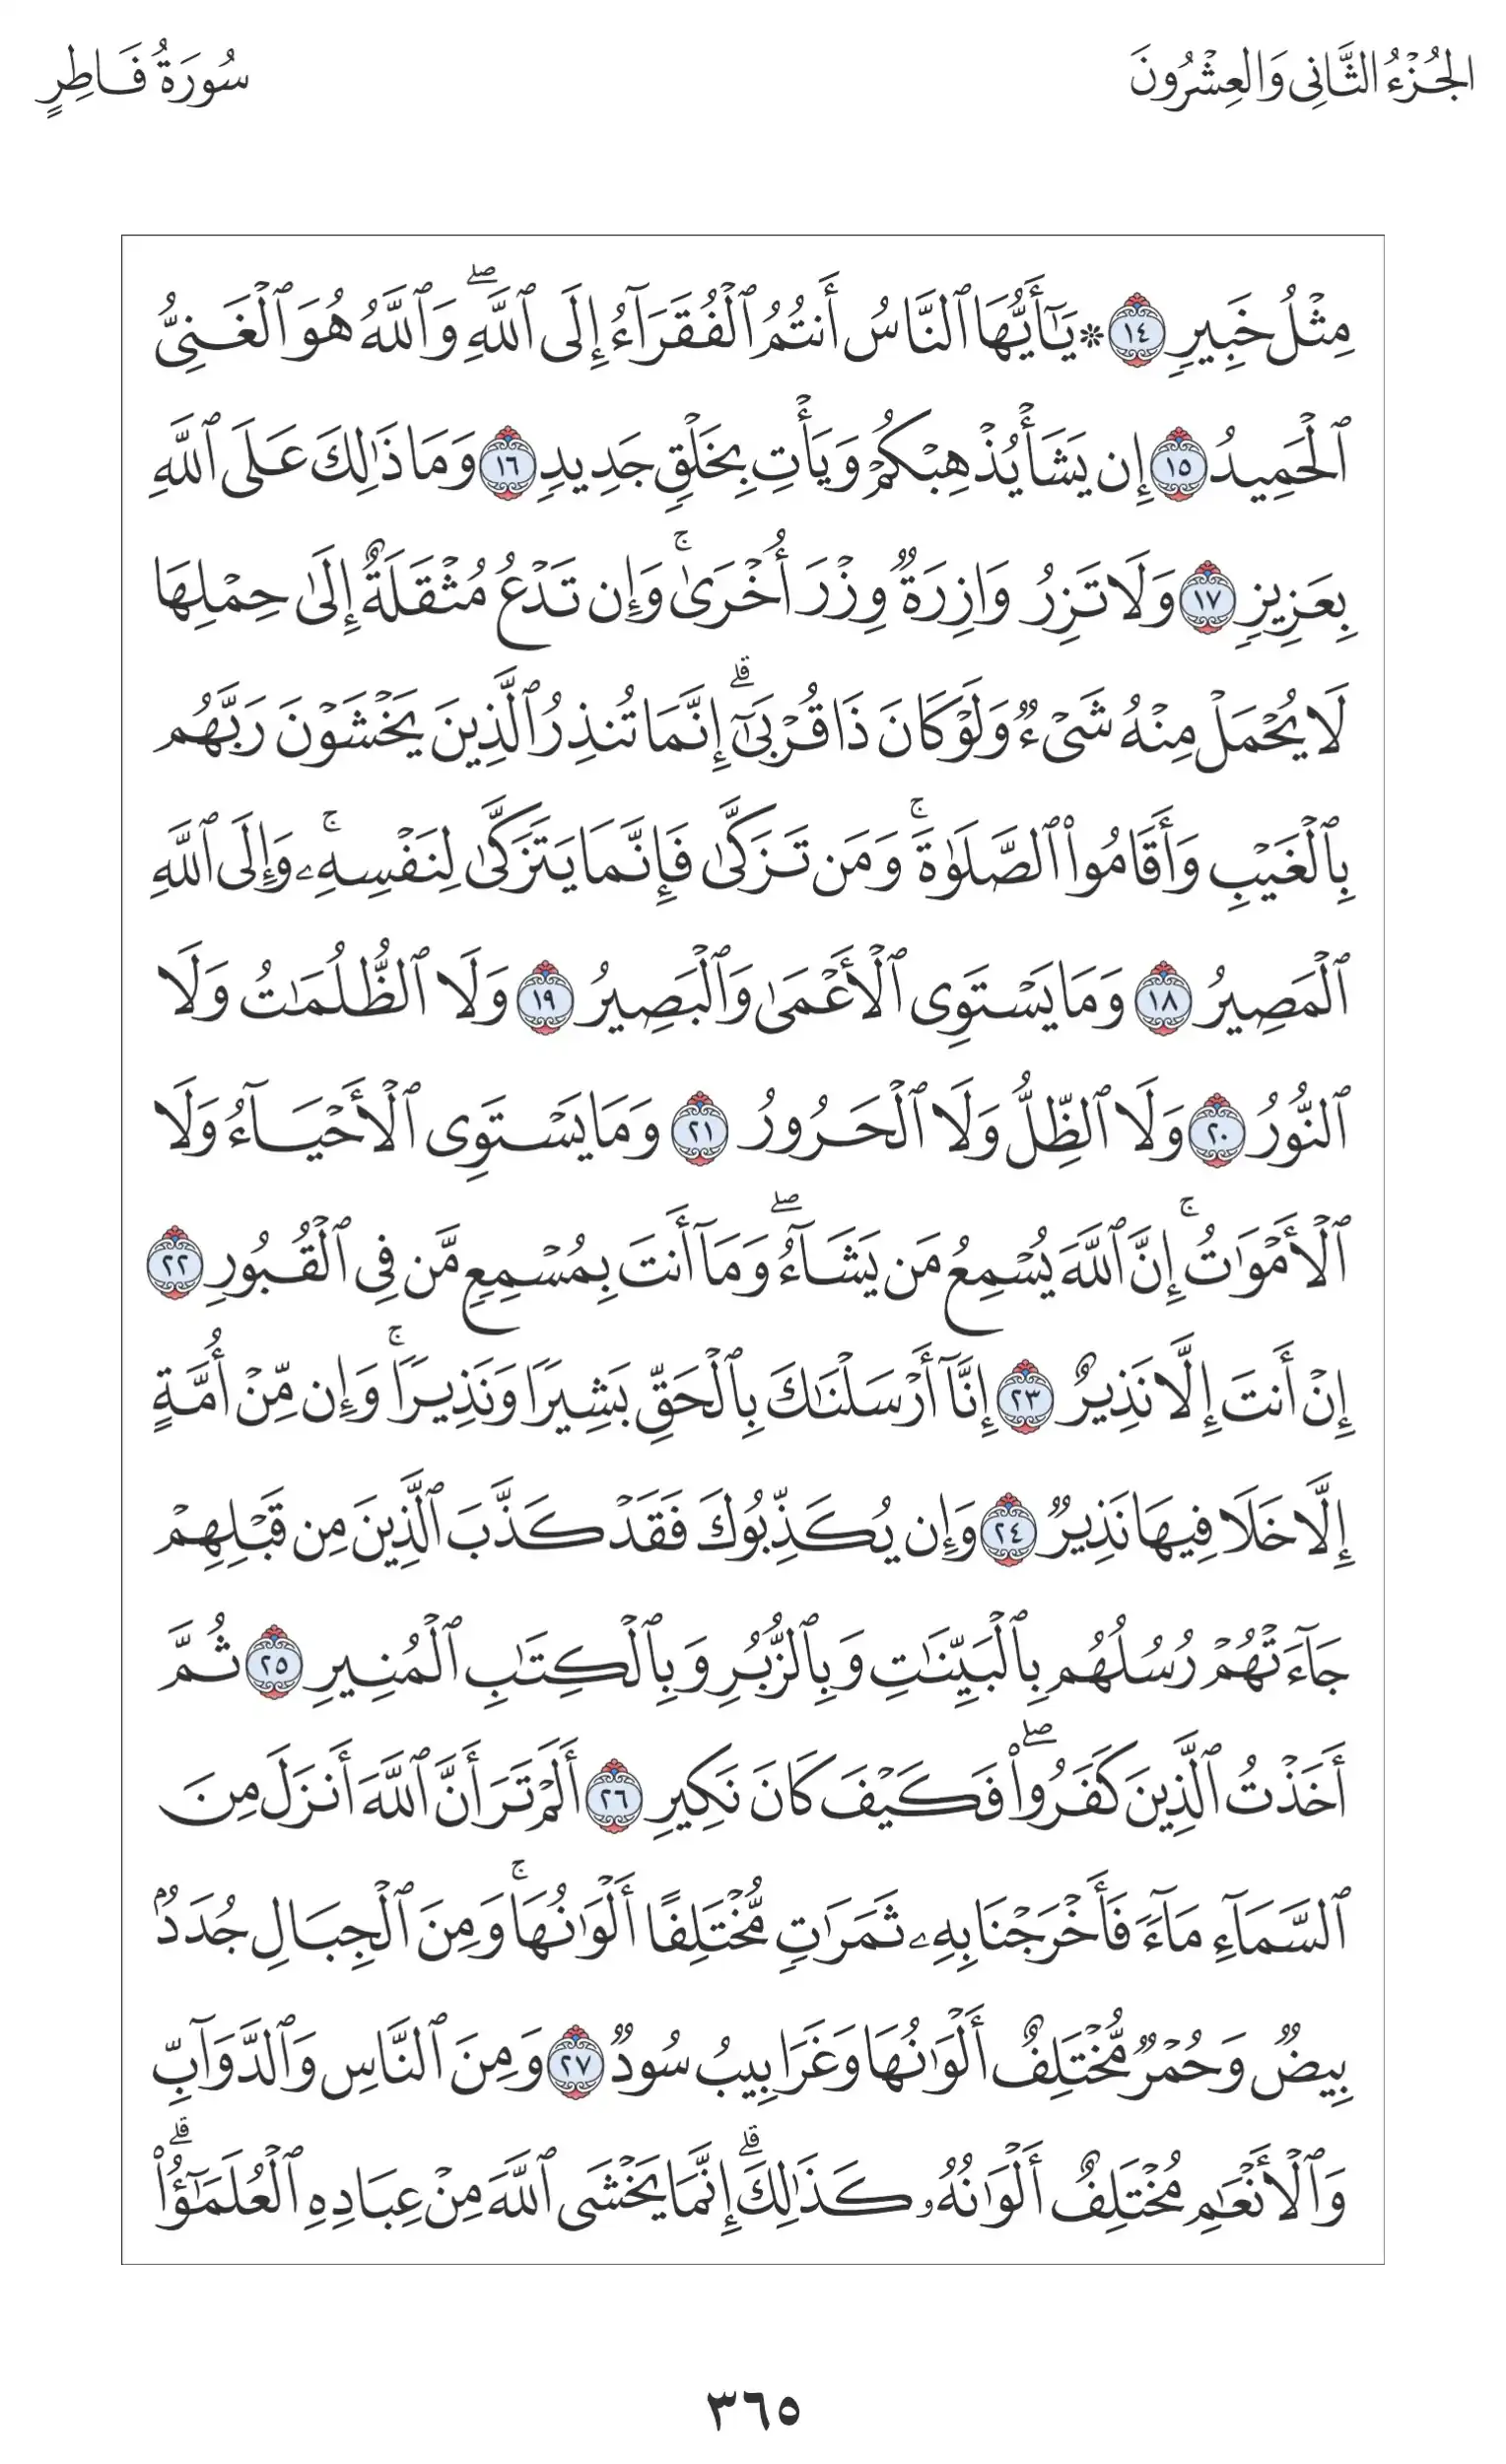 الجُزْءُ الثَّانِي وَالعِشْرُونَ
سُورَةُ فَاطِرٍ
مِثْلُ خَبِيرٍ ١٤ ۞ يَٰٓأَيُّهَا ٱلنَّاسُ أَنتُمُ ٱلْفُقَرَآءُ إِلَى ٱللَّهِۖ وَٱللَّهُ هُوَ ٱلْغَنِىُّ
ٱلْحَمِيدُ ١٥ إِن يَشَأْ يُذْهِبْكُمْ وَيَأْتِ بِخَلْقٍ جَدِيدٍ ١٦ وَمَا ذَٰلِكَ عَلَى ٱللَّهِ
بِعَزِيزٍ ١٧ وَلَا تَزِرُ وَازِرَةٌ وِزْرَ أُخْرَىٰۚ وَإِن تَدْعُ مُثْقَلَةٌ إِلَىٰ حِمْلِهَا
لَا يُحْمَلْ مِنْهُ شَىْءٌ وَلَوْ كَانَ ذَا قُرْبَىٰٓۗ إِنَّمَا تُنذِرُ ٱلَّذِينَ يَخْشَوْنَ رَبَّهُم
بِٱلْغَيْبِ وَأَقَامُوا۟ ٱلصَّلَوٰةَۚ وَمَن تَزَكَّىٰ فَإِنَّمَا يَتَزَكَّىٰ لِنَفْسِهِۦۚ وَإِلَى ٱللَّهِ
ٱلْمَصِيرُ ١٨ وَمَا يَسْتَوِى ٱلْأَعْمَىٰ وَٱلْبَصِيرُ ١٩ وَلَا ٱلظُّلُمَٰتُ وَلَا
ٱلنُّورُ ٢٠ وَلَا ٱلظِّلُّ وَلَا ٱلْحَرُورُ ٢١ وَمَا يَسْتَوِى ٱلْأَحْيَآءُ وَلَا
ٱلْأَمْوَٰتُۚ إِنَّ ٱللَّهَ يُسْمِعُ مَن يَشَآءُۖ وَمَآ أَنتَ بِمُسْمِعٍ مَّن فِى ٱلْقُبُورِ ٢٢
إِنْ أَنتَ إِلَّا نَذِيرٌ ٢٣ إِنَّآ أَرْسَلْنَٰكَ بِٱلْحَقِّ بَشِيرًا وَنَذِيرًاۚ وَإِن مِّنْ أُمَّةٍ
إِلَّا خَلَا فِيهَا نَذِيرٌ ٢٤ وَإِن يُكَذِّبُوكَ فَقَدْ كَذَّبَ ٱلَّذِينَ مِن قَبْلِهِمْ
جَآءَتْهُمْ رُسُلُهُم بِٱلْبَيِّنَٰتِ وَبِٱلزُّبُرِ وَبِٱلْكِتَٰبِ ٱلْمُنِيرِ ٢٥ ثُمَّ
أَخَذْتُ ٱلَّذِينَ كَفَرُوا۟ۖ فَكَيْفَ كَانَ نَكِيرِ ٢٦ أَلَمْ تَرَ أَنَّ ٱللَّهَ أَنزَلَ مِنَ
ٱلسَّمَآءِ مَآءً فَأَخْرَجْنَا بِهِۦ ثَمَرَٰتٍ مُّخْتَلِفًا أَلْوَٰنُهَاۚ وَمِنَ ٱلْجِبَالِ جُدَدٌۢ
بِيضٌ وَحُمْرٌ مُّخْتَلِفٌ أَلْوَٰنُهَا وَغَرَابِيبُ سُودٌ ٢٧ وَمِنَ ٱلنَّاسِ وَٱلدَّوَآبِّ
وَٱلْأَنْعَٰمِ مُخْتَلِفٌ أَلْوَٰنُهُۥ كَذَٰلِكَۗ إِنَّمَا يَخْشَى ٱللَّهَ مِنْ عِبَادِهِ ٱلْعُلَمَٰٓؤُا۟ۗ
٣٦٥